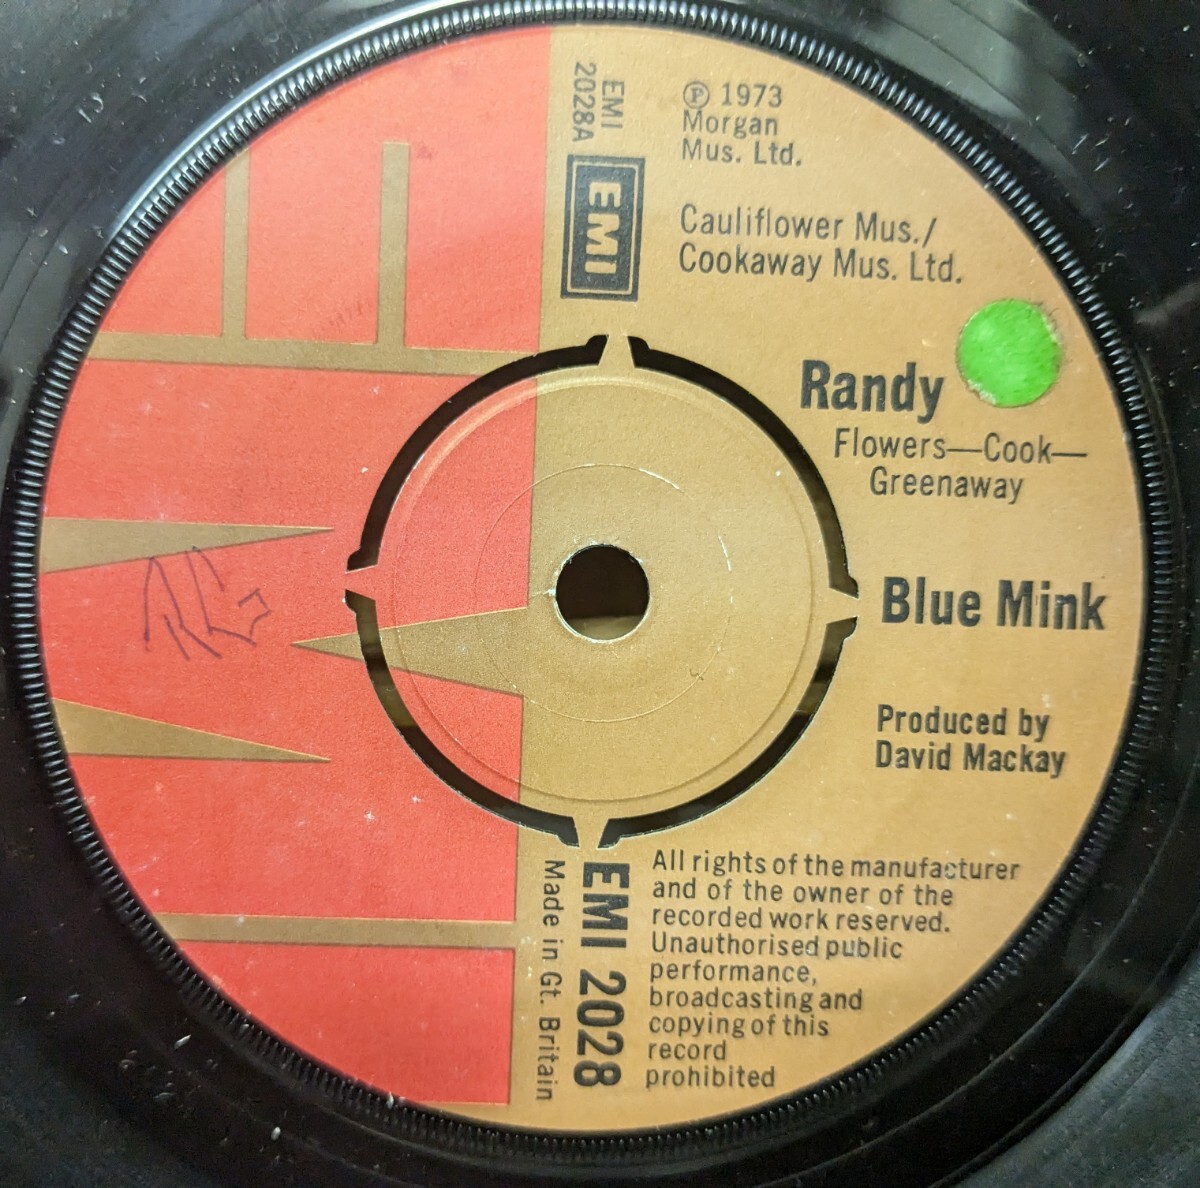 EMI
2028A
EMI
Ⓟ 1973
Morgan
Mus. Ltd.
Cauliflower Mus./
Cookaway Mus. Ltd.
Randy
Flowers—Cook—
Greenaway
Blue Mink
Produced by
David Mackay
All rights of the manufacturer
and of the owner of the
recorded work reserved.
Unauthorised public
performance,
broadcasting and
copying of this
record
prohibited
EMI 2028
Made in Gt. Britain